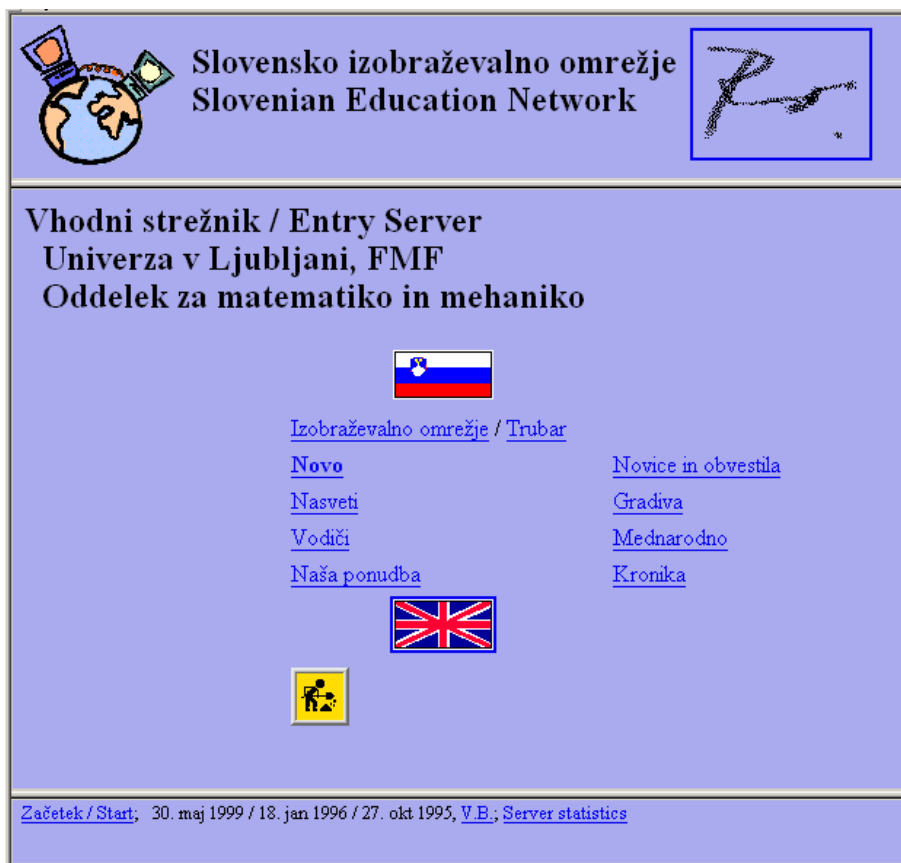 Slovensko izobraževalno omrežje
Slovenian Education Network
Vhodni strežnik / Entry Server
Univerza v Ljubljani, FMF
Oddelek za matematiko in mehaniko
Izobraževalno omrežje / Trubar
Novo Novice in obvestila
Nasveti Gradiva
Vodiči Mednarodno
Naša ponudba Kronika
Začetek / Start; 30. maj 1999 / 18. jan 1996 / 27. okt 1995, V.B.; Server statistics